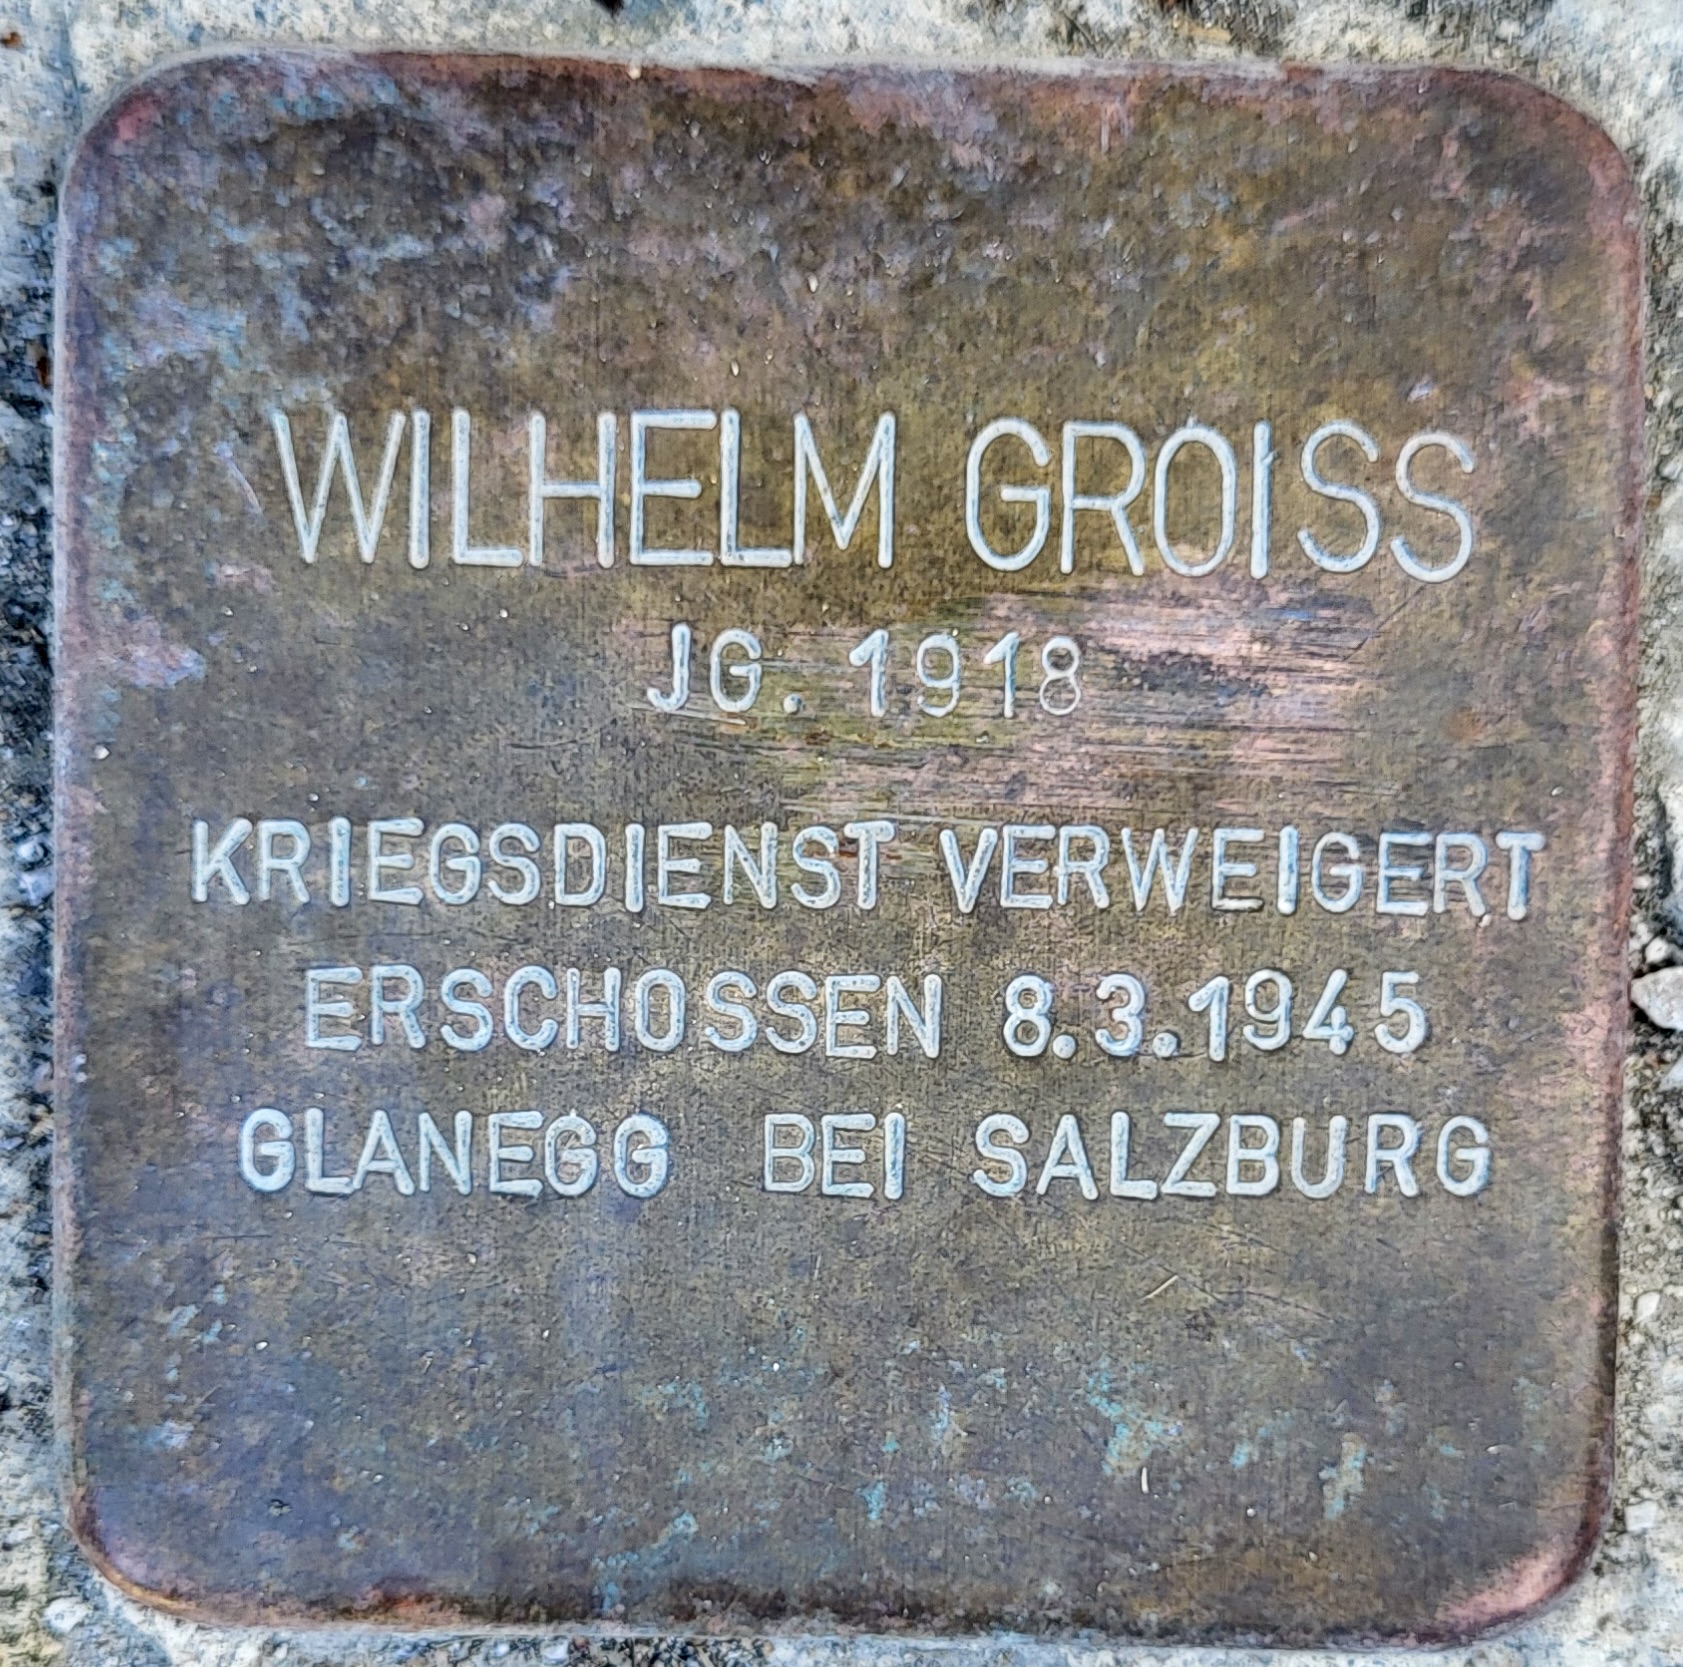 WILHELM GROISS
JG. 1918
KRIEGSDIENST VERWEIGERT
ERSCHOSSEN 8.3.1945
GLANEGG BEI SALZBURG